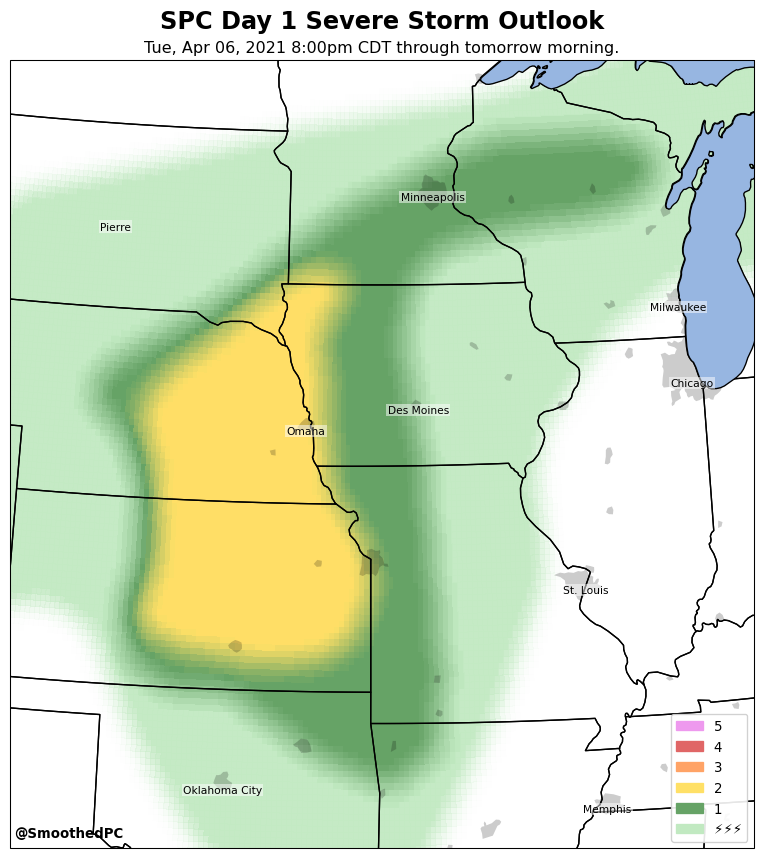 SPC Day 1 Severe Storm Outlook
Tue, Apr 06, 2021 8:00pm CDT through tomorrow morning.
Minneapolis
Pierre
Milwaukee
Chicago
Des Moines
Omaha
St. Louis
Oklahoma City
Memphis
5
4
3
2
1
⚡⚡⚡
@SmoothedPC